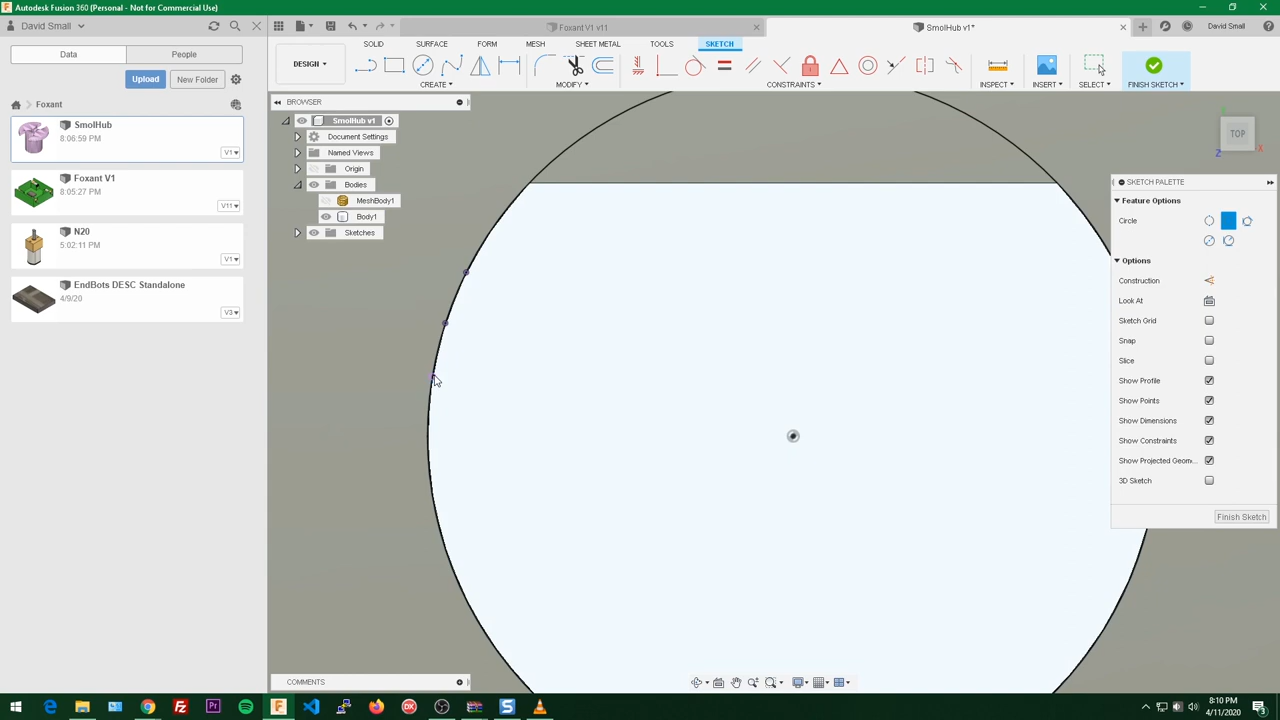 Autodesk Fusion 360 (Personal - Not for Commercial Use)
David Small
Foxant V1 v11
SmolHub v1*
David Small
Data
People
SOLID
SURFACE
FORM
MESH
SHEET METAL
TOOLS
SKETCH
DESIGN
CREATE
MODIFY
CONSTRAINTS
INSPECT
INSERT
SELECT
FINISH SKETCH
Upload
New Folder
Foxant
SmolHub
8:06:59 PM
V1
Foxant V1
8:05:27 PM
V11
N20
5:02:11 PM
V1
EndBots DESC Standalone
4/9/20
V3
BROWSER
SmolHub v1
Document Settings
Named Views
Origin
Bodies
MeshBody1
Body1
Sketches
TOP
X
Z
SKETCH PALETTE
Feature Options
Circle
Options
Construction
Look At
Sketch Grid
Snap
Slice
Show Profile
Show Points
Show Dimensions
Show Constraints
Show Projected Geom...
3D Sketch
Finish Sketch
COMMENTS
8:10 PM
4/11/2020